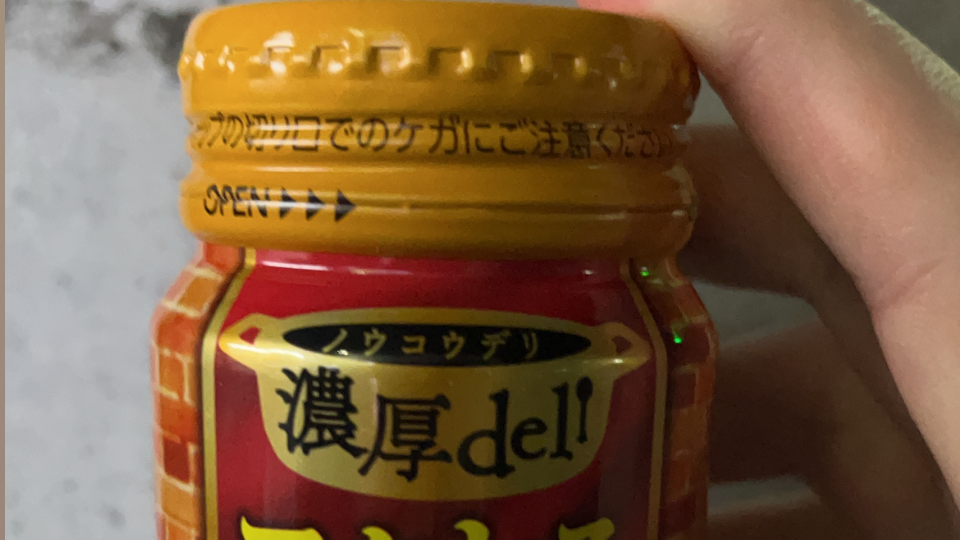 ップの切り口でのケガにご注意ください
OPEN ▶▶▶
ノウコウデリ
濃厚deli